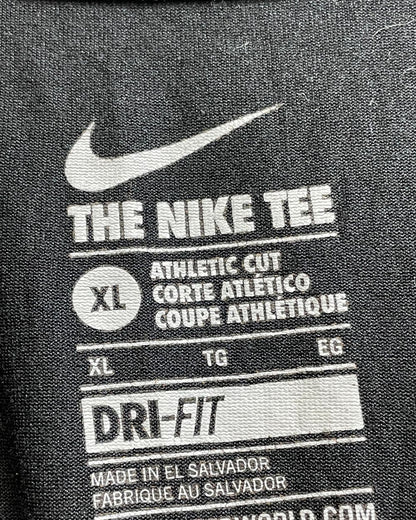 THE NIKE TEE
XL
ATHLETIC CUT
CORTE ATLÉTICO
COUPE ATHLÉTIQUE
XL TG EG
DRI-FIT
MADE IN EL SALVADOR
FABRIQUE AU SALVADOR